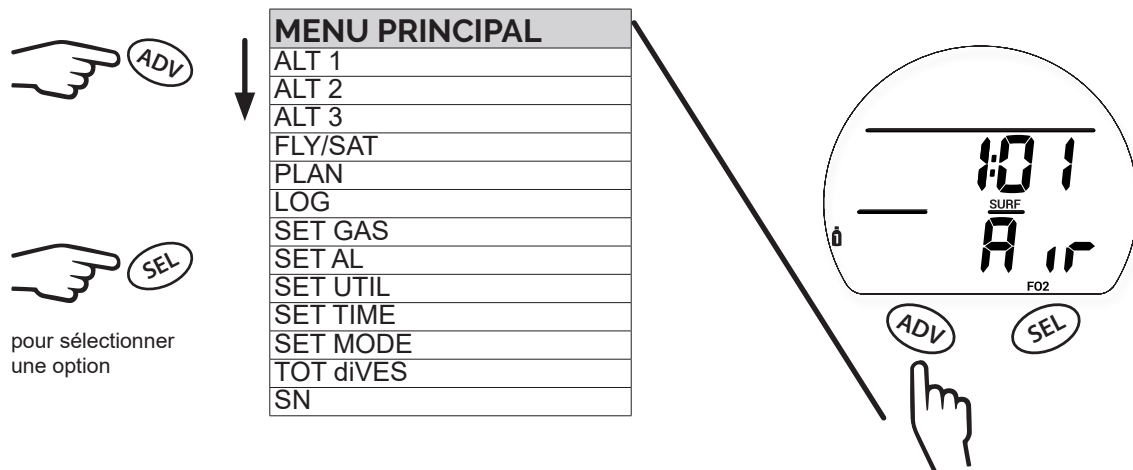 ADV
MENU PRINCIPAL
ALT 1
ALT 2
ALT 3
FLY/SAT
PLAN
LOG
SET GAS
SET AL
SET UTIL
SET TIME
SET MODE
TOT diVES
SN
SEL
pour sélectionner
une option
1:01
SURF
1
Air
FO2
ADV
SEL